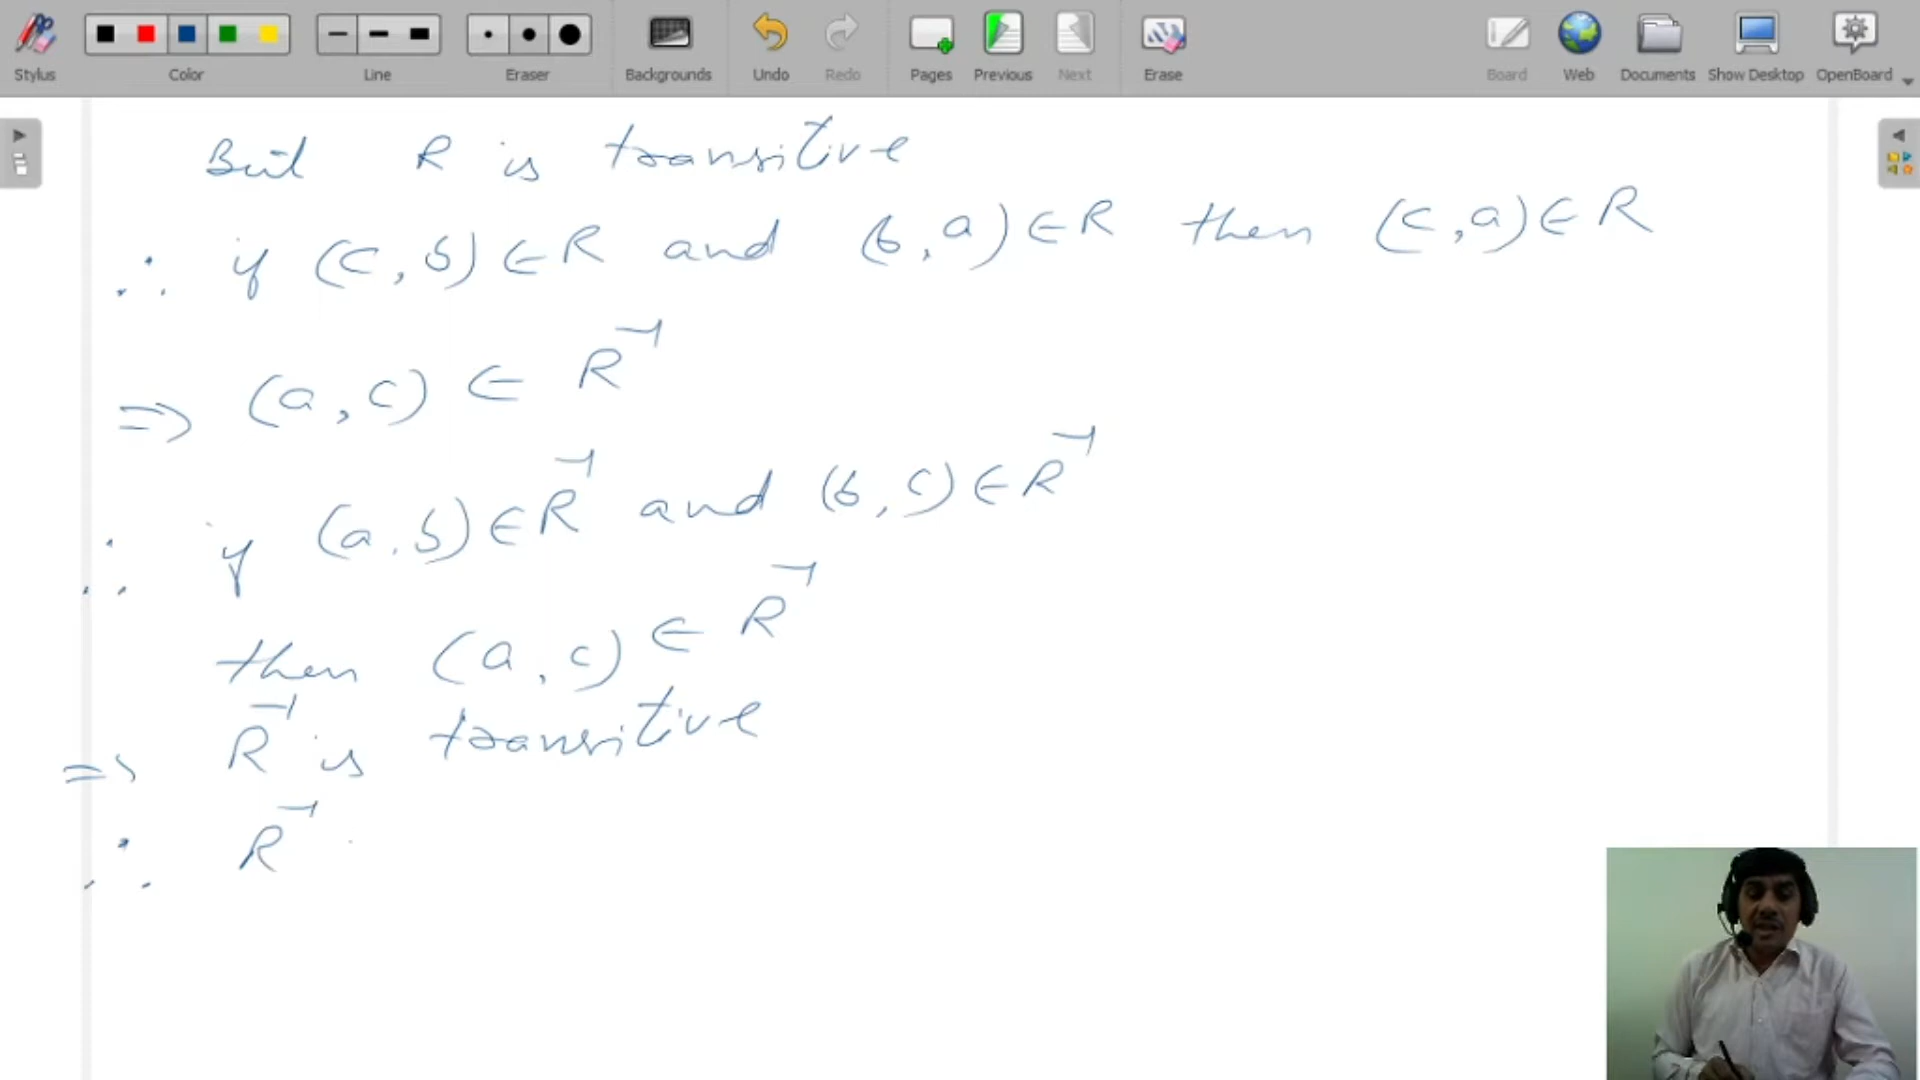 Stylus Color Line Eraser Backgrounds Undo Redo Pages Previous Next Erase Board Web Documents Show Desktop OpenBoard
But R is transitive
∴ if (c, b) ∈ R and (b, a) ∈ R then (c, a) ∈ R
⇒ (a, c) ∈ R⁻¹
∴ if (a, b) ∈ R⁻¹ and (b, c) ∈ R⁻¹
then (a, c) ∈ R⁻¹
⇒ R⁻¹ is transitive
∴ R⁻¹